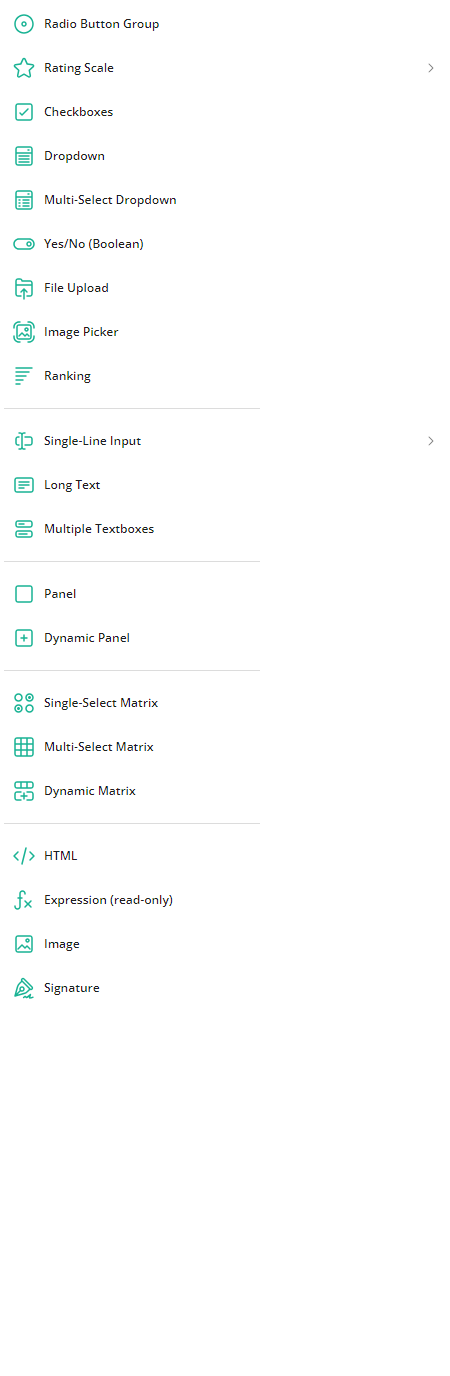 Radio Button Group
Rating Scale
Checkboxes
Dropdown
Multi-Select Dropdown
Yes/No (Boolean)
File Upload
Image Picker
Ranking
Single-Line Input
Long Text
Multiple Textboxes
Panel
Dynamic Panel
Single-Select Matrix
Multi-Select Matrix
Dynamic Matrix
HTML
Expression (read-only)
Image
Signature